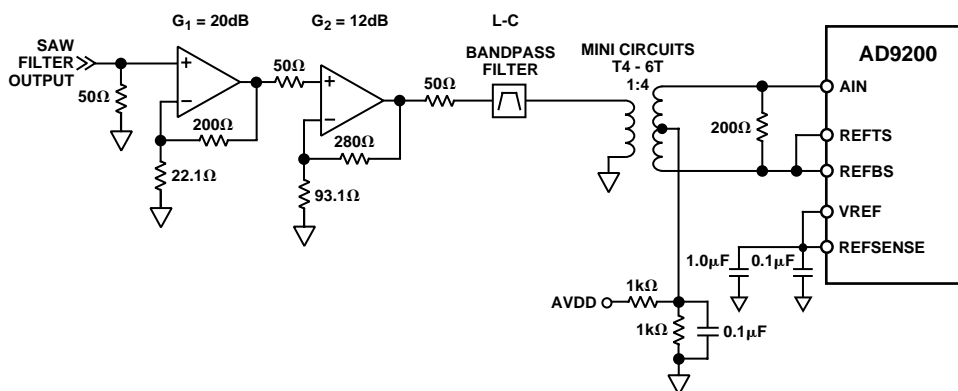 G1 = 20dB
G2 = 12dB
L-C
BANDPASS
FILTER
SAW
FILTER
OUTPUT
50Ω
200Ω
22.1Ω
50Ω
280Ω
93.1Ω
50Ω
MINI CIRCUITS
T4 - 6T
1:4
200Ω
AD9200
AIN
REFTS
REFBS
VREF
REFSENSE
1.0µF
0.1µF
AVDD
1kΩ
1kΩ
0.1µF